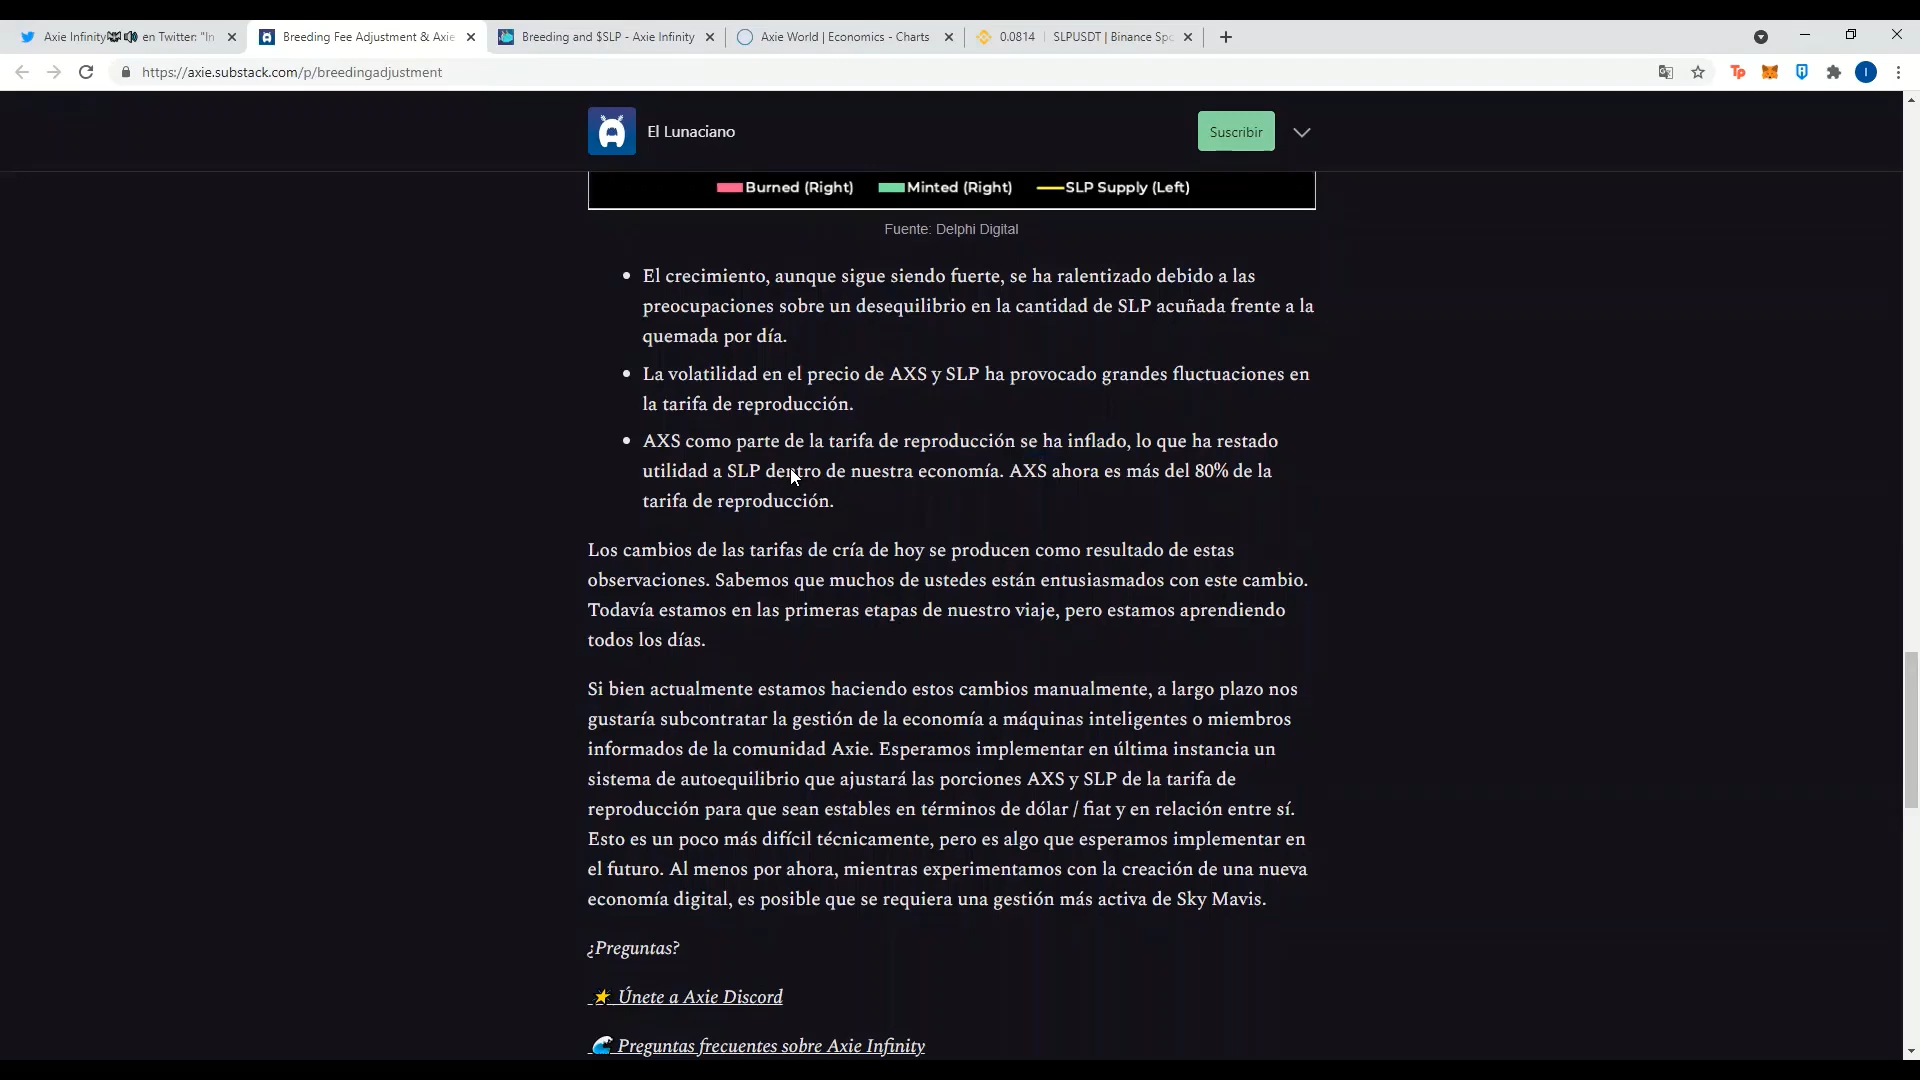 Axie Infinity en Twitter: "In
Breeding Fee Adjustment & Axie
Breeding and $SLP - Axie Infinity
Axie World | Economics - Charts
0.0814 | SLPUSDT | Binance Spo
https://axie.substack.com/p/breedingadjustment
Tp
I
El Lunaciano
Suscribir
Burned (Right) Minted (Right) SLP Supply (Left)
Fuente: Delphi Digital
• El crecimiento, aunque sigue siendo fuerte, se ha ralentizado debido a las
preocupaciones sobre un desequilibrio en la cantidad de SLP acuñada frente a la
quemada por día.
• La volatilidad en el precio de AXS y SLP ha provocado grandes fluctuaciones en
la tarifa de reproducción.
• AXS como parte de la tarifa de reproducción se ha inflado, lo que ha restado
utilidad a SLP dentro de nuestra economía. AXS ahora es más del 80% de la
tarifa de reproducción.
Los cambios de las tarifas de cría de hoy se producen como resultado de estas
observaciones. Sabemos que muchos de ustedes están entusiasmados con este cambio.
Todavía estamos en las primeras etapas de nuestro viaje, pero estamos aprendiendo
todos los días.
Si bien actualmente estamos haciendo estos cambios manualmente, a largo plazo nos
gustaría subcontratar la gestión de la economía a máquinas inteligentes o miembros
informados de la comunidad Axie. Esperamos implementar en última instancia un
sistema de autoequilibrio que ajustará las porciones AXS y SLP de la tarifa de
reproducción para que sean estables en términos de dólar / fiat y en relación entre sí.
Esto es un poco más difícil técnicamente, pero es algo que esperamos implementar en
el futuro. Al menos por ahora, mientras experimentamos con la creación de una nueva
economía digital, es posible que se requiera una gestión más activa de Sky Mavis.
¿Preguntas?
Únete a Axie Discord
Preguntas frecuentes sobre Axie Infinity